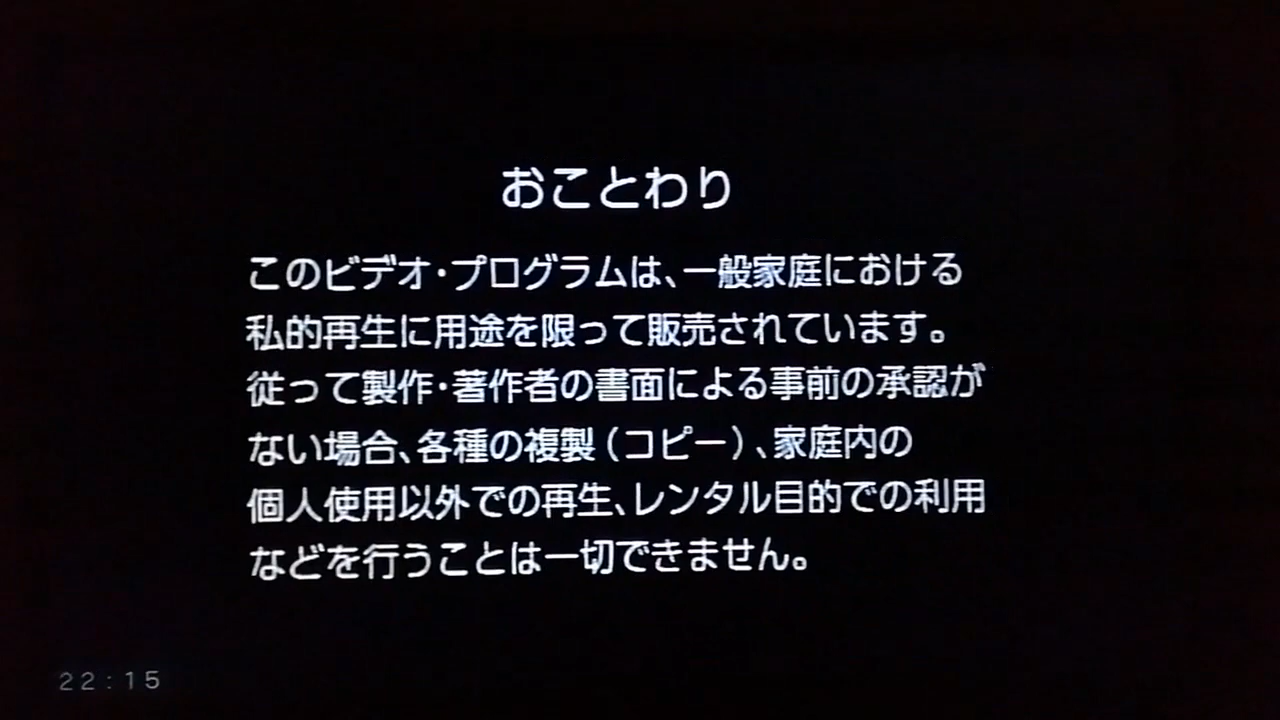 おことわり
このビデオ・プログラムは、一般家庭における
私的再生に用途を限って販売されています。
従って製作・著作者の書面による事前の承認が
ない場合、各種の複製（コピー）、家庭内の
個人使用以外での再生、レンタル目的での利用
などを行うことは一切できません。
22:15